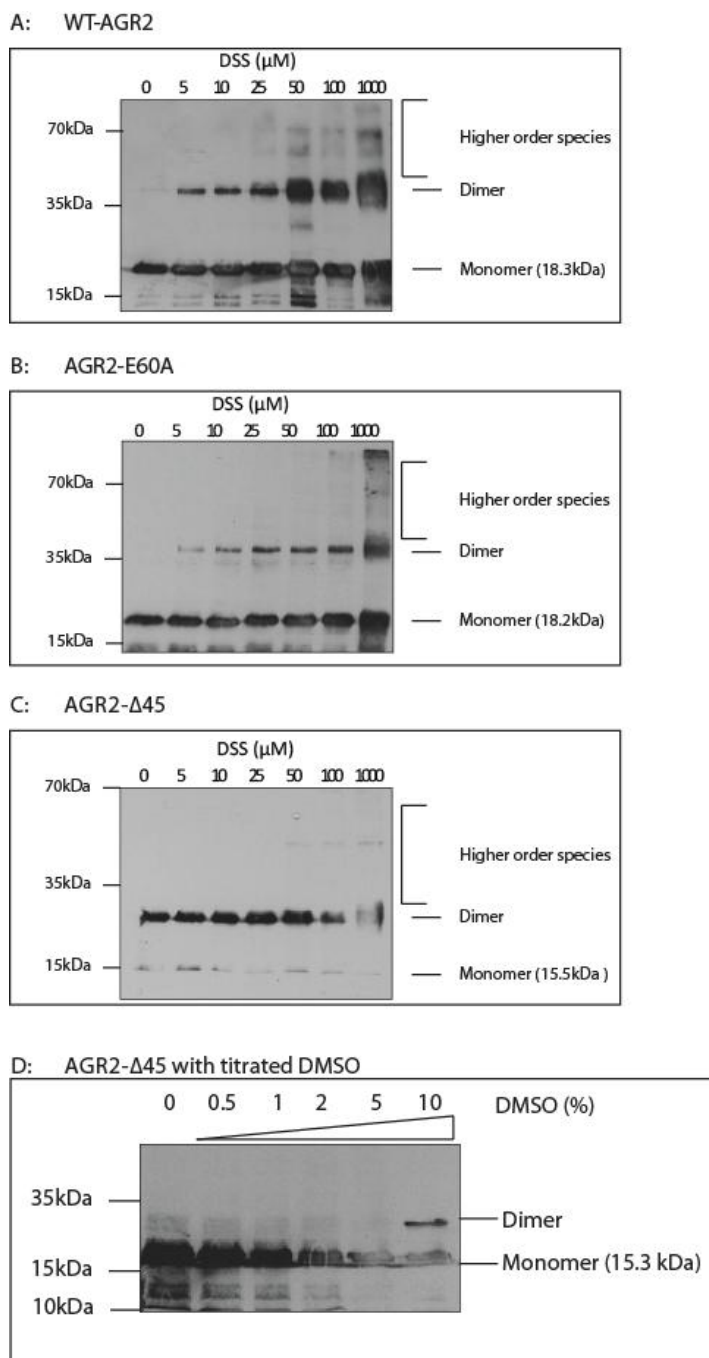 A: WT-AGR2
DSS (μM)
0 5 10 25 50 100 1000
70kDa
Higher order species
Dimer
35kDa
Monomer (18.3kDa)
15kDa
B: AGR2-E60A
DSS (μM)
0 5 10 25 50 100 1000
70kDa
Higher order species
Dimer
35kDa
Monomer (18.2kDa)
15kDa
C: AGR2-Δ45
DSS (μM)
0 5 10 25 50 100 1000
70kDa
Higher order species
35kDa
Dimer
15kDa
Monomer (15.5kDa )
D: AGR2-Δ45 with titrated DMSO
0 0.5 1 2 5 10 DMSO (%)
35kDa
Dimer
Monomer (15.3 kDa)
15kDa
10kDa